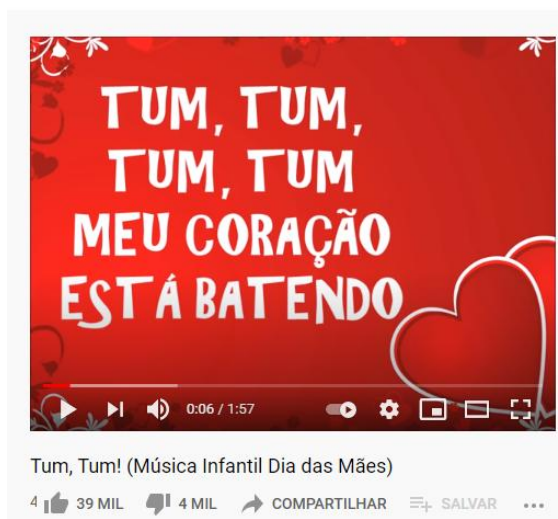 TUM, TUM,
TUM, TUM
MEU CORAÇÃO
ESTÁ BATENDO
0:06 / 1:57
Tum, Tum! (Música Infantil Dia das Mães)
4 39 MIL 4 MIL COMPARTILHAR SALVAR